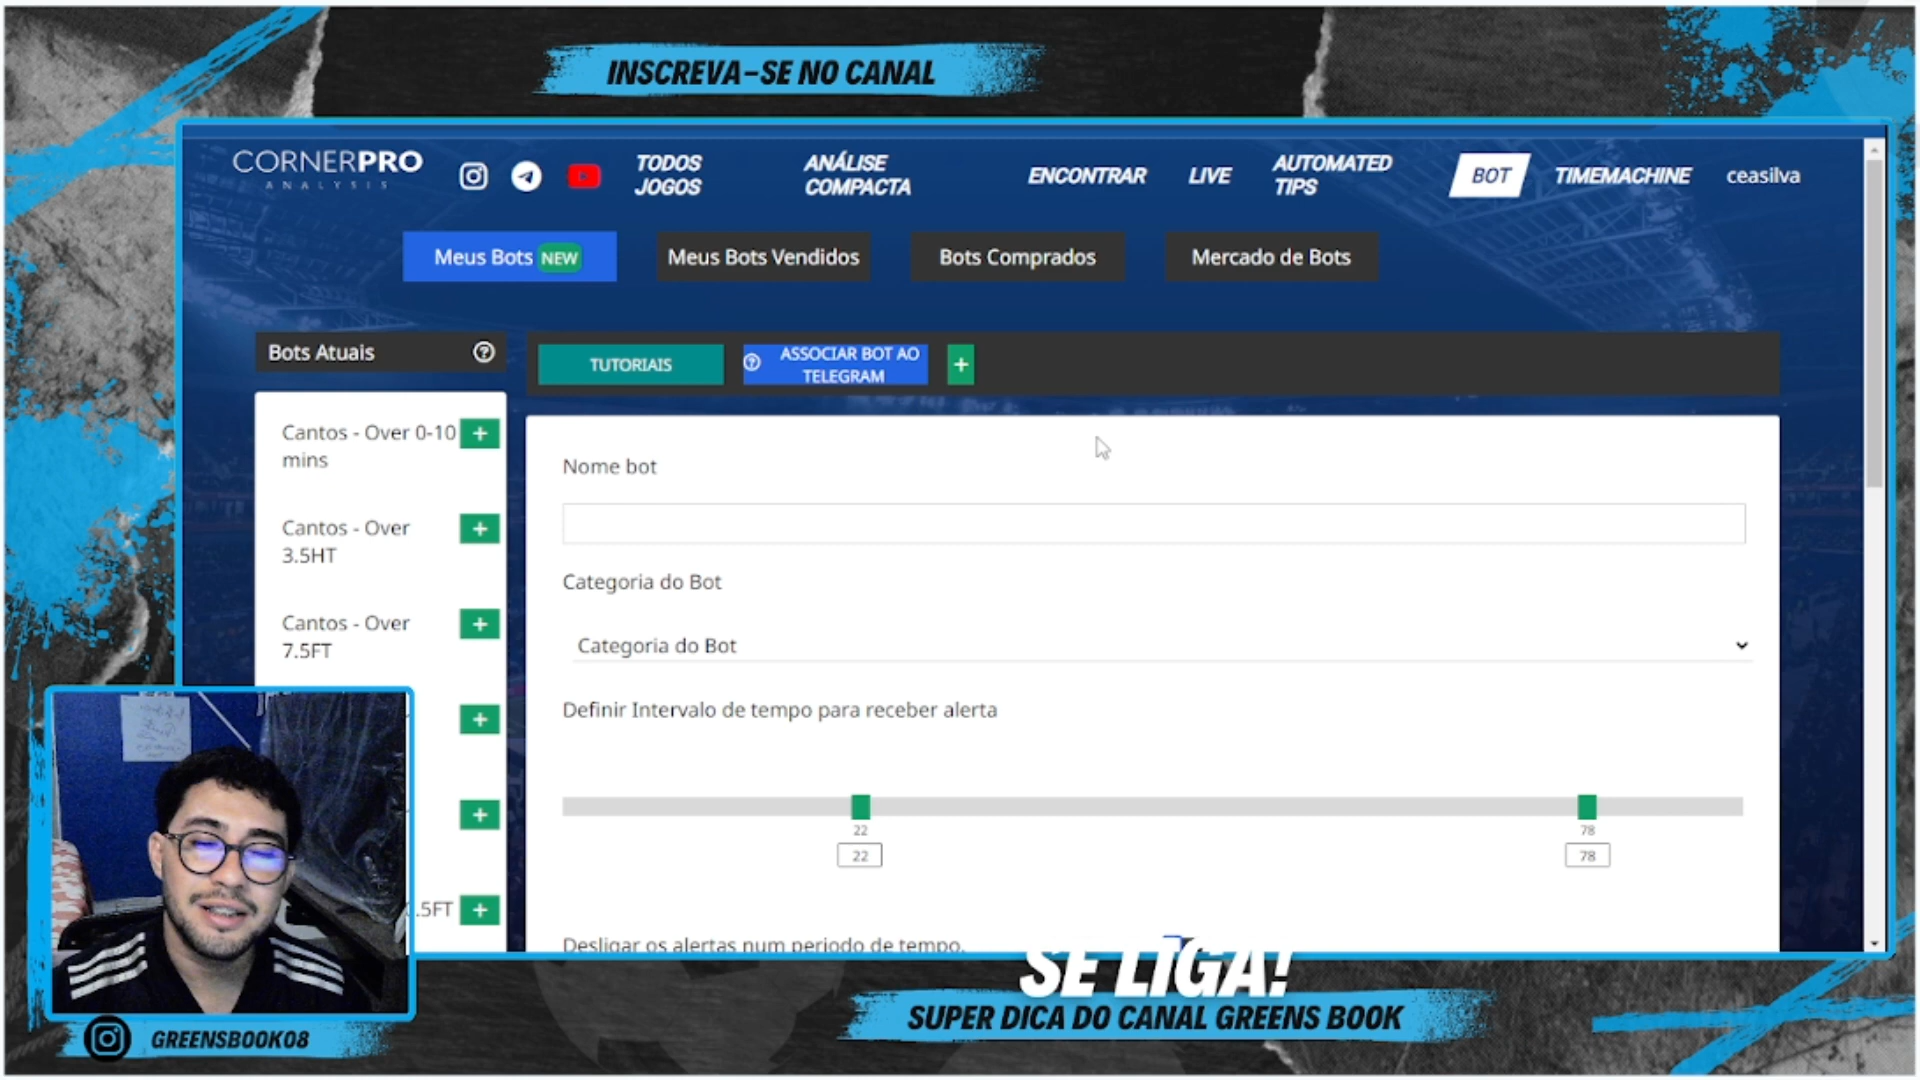 INSCREVA-SE NO CANAL
CORNERPRO
ANALYSIS
TODOS
JOGOS
ANÁLISE
COMPACTA
ENCONTRAR
LIVE
AUTOMATED
TIPS
BOT
TIMEMACHINE
ceasilva
Meus Bots NEW
Meus Bots Vendidos
Bots Comprados
Mercado de Bots
Bots Atuais
TUTORIAIS
ASSOCIAR BOT AO
TELEGRAM
+
Cantos - Over 0-10
mins
+
Cantos - Over
3.5HT
+
Cantos - Over
7.5FT
+
+
+
.5FT
+
Nome bot
Categoria do Bot
Categoria do Bot
Definir Intervalo de tempo para receber alerta
22
78
22
78
Desligar os alertas num periodo de tempo.
SE LIGA!
SUPER DICA DO CANAL GREENS BOOK
GREENSBOOK08